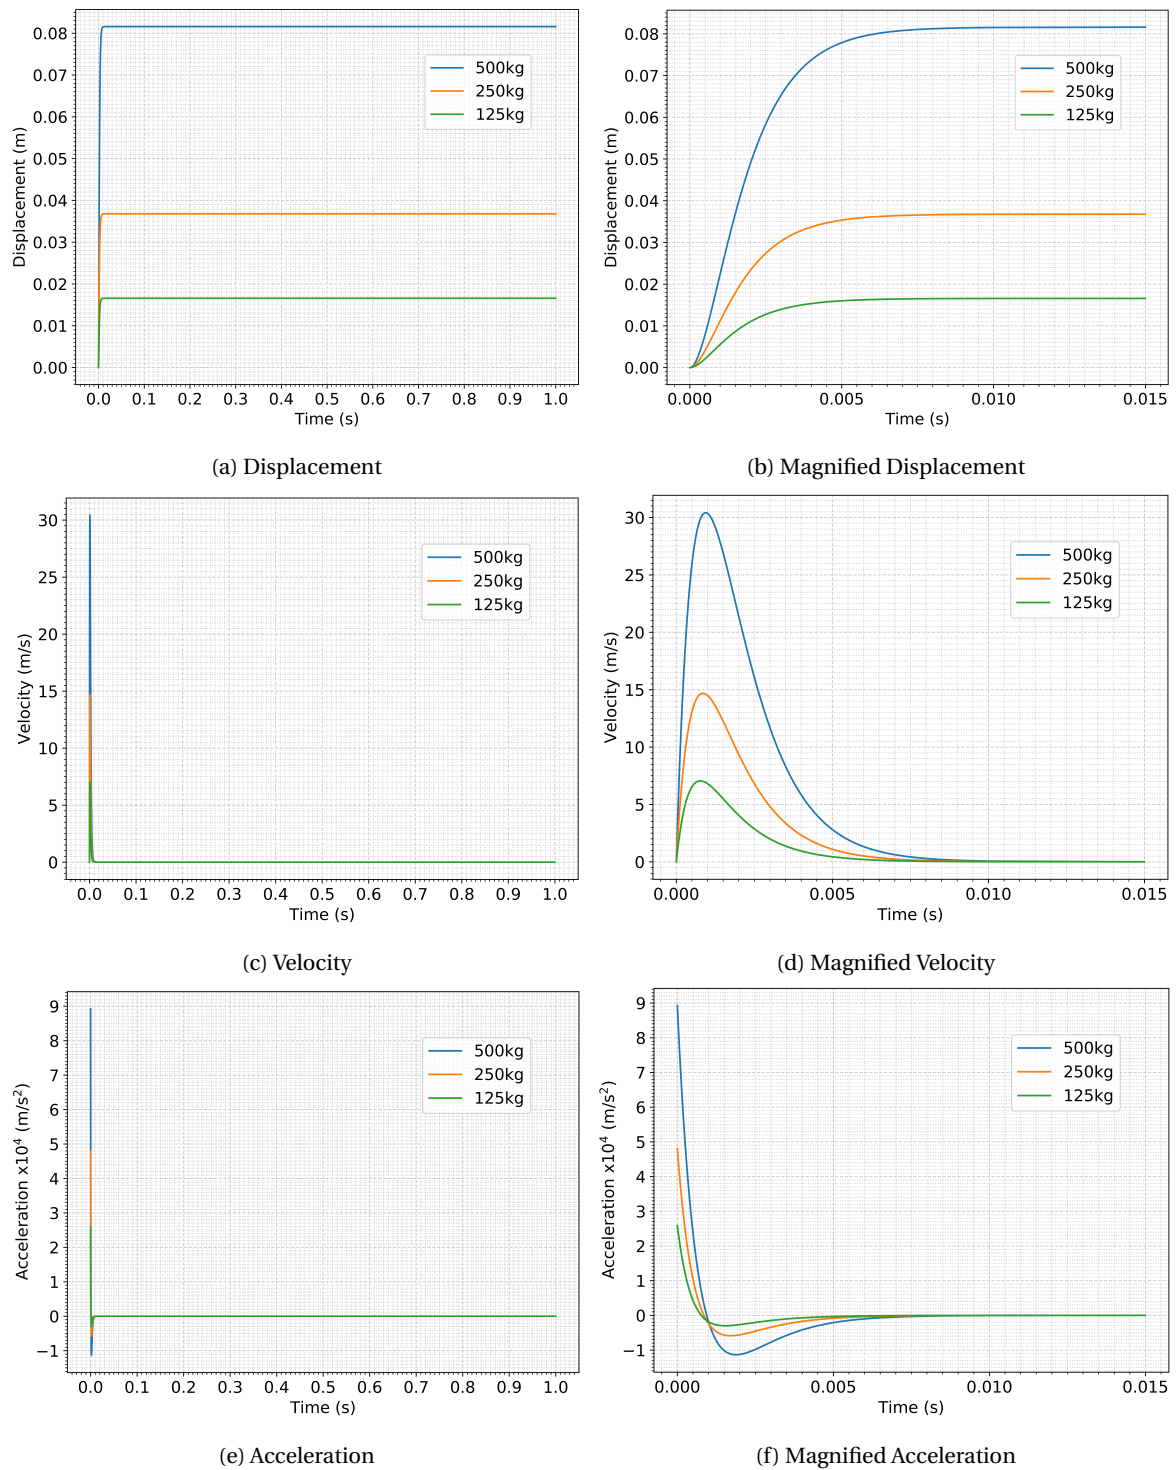 0.08
0.07
0.06
0.05
0.04
0.03
0.02
0.01
0.00
Displacement (m)
500kg
250kg
125kg
0.0 0.1 0.2 0.3 0.4 0.5 0.6 0.7 0.8 0.9 1.0
Time (s)
(a) Displacement
0.08
0.07
0.06
0.05
0.04
0.03
0.02
0.01
0.00
Displacement (m)
500kg
250kg
125kg
0.000 0.005 0.010 0.015
Time (s)
(b) Magnified Displacement
30
25
20
15
10
5
0
Velocity (m/s)
500kg
250kg
125kg
0.0 0.1 0.2 0.3 0.4 0.5 0.6 0.7 0.8 0.9 1.0
Time (s)
(c) Velocity
30
25
20
15
10
5
0
Velocity (m/s)
500kg
250kg
125kg
0.000 0.005 0.010 0.015
Time (s)
(d) Magnified Velocity
9
8
7
6
5
4
3
2
1
0
−1
Acceleration x10⁴ (m/s²)
500kg
250kg
125kg
0.0 0.1 0.2 0.3 0.4 0.5 0.6 0.7 0.8 0.9 1.0
Time (s)
(e) Acceleration
9
8
7
6
5
4
3
2
1
0
−1
Acceleration x10⁴ (m/s²)
500kg
250kg
125kg
0.000 0.005 0.010 0.015
Time (s)
(f) Magnified Acceleration